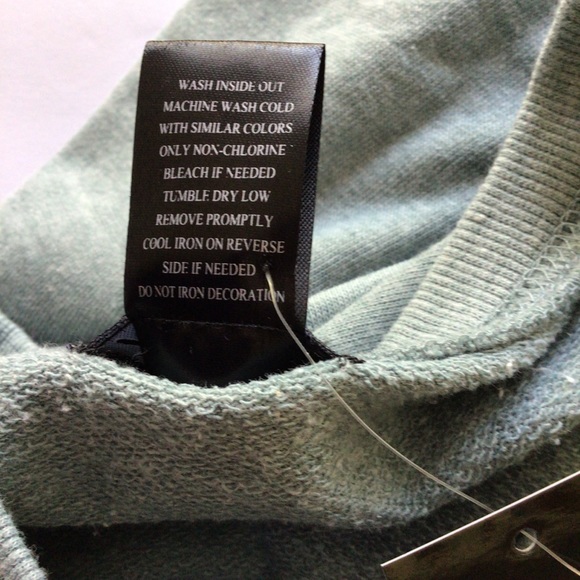 WASH INSIDE OUT
MACHINE WASH COLD
WITH SIMILAR COLORS
ONLY NON-CHLORINE
BLEACH IF NEEDED
TUMBLE DRY LOW
REMOVE PROMPTLY
COOL IRON ON REVERSE
SIDE IF NEEDED
DO NOT IRON DECORATION